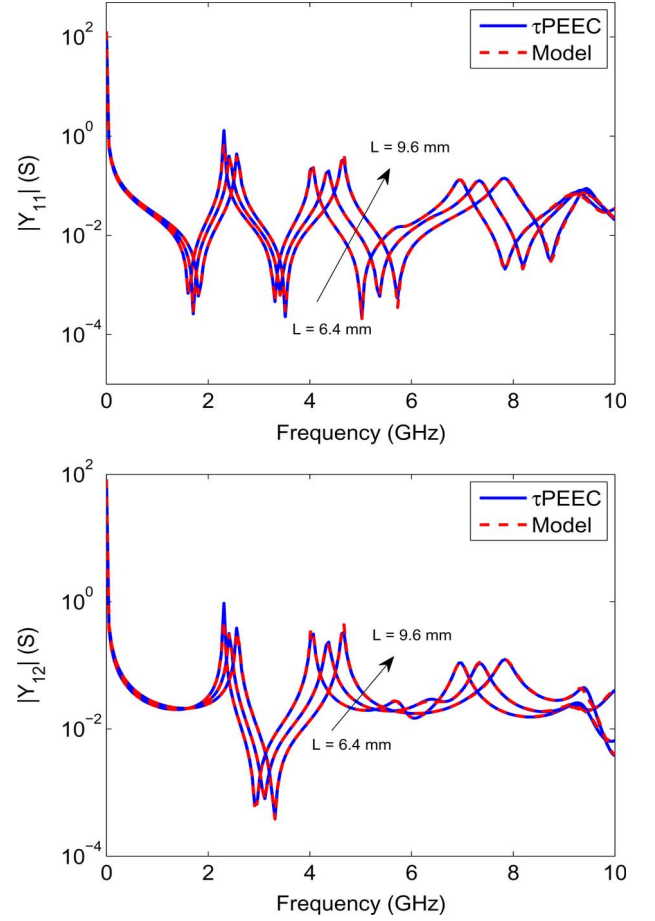 10^2
10^0
10^-2
10^-4
|Y_11| (S)
τPEEC
Model
L = 9.6 mm
L = 6.4 mm
0 2 4 6 8 10
Frequency (GHz)
10^2
10^0
10^-2
10^-4
|Y_12| (S)
τPEEC
Model
L = 9.6 mm
L = 6.4 mm
0 2 4 6 8 10
Frequency (GHz)